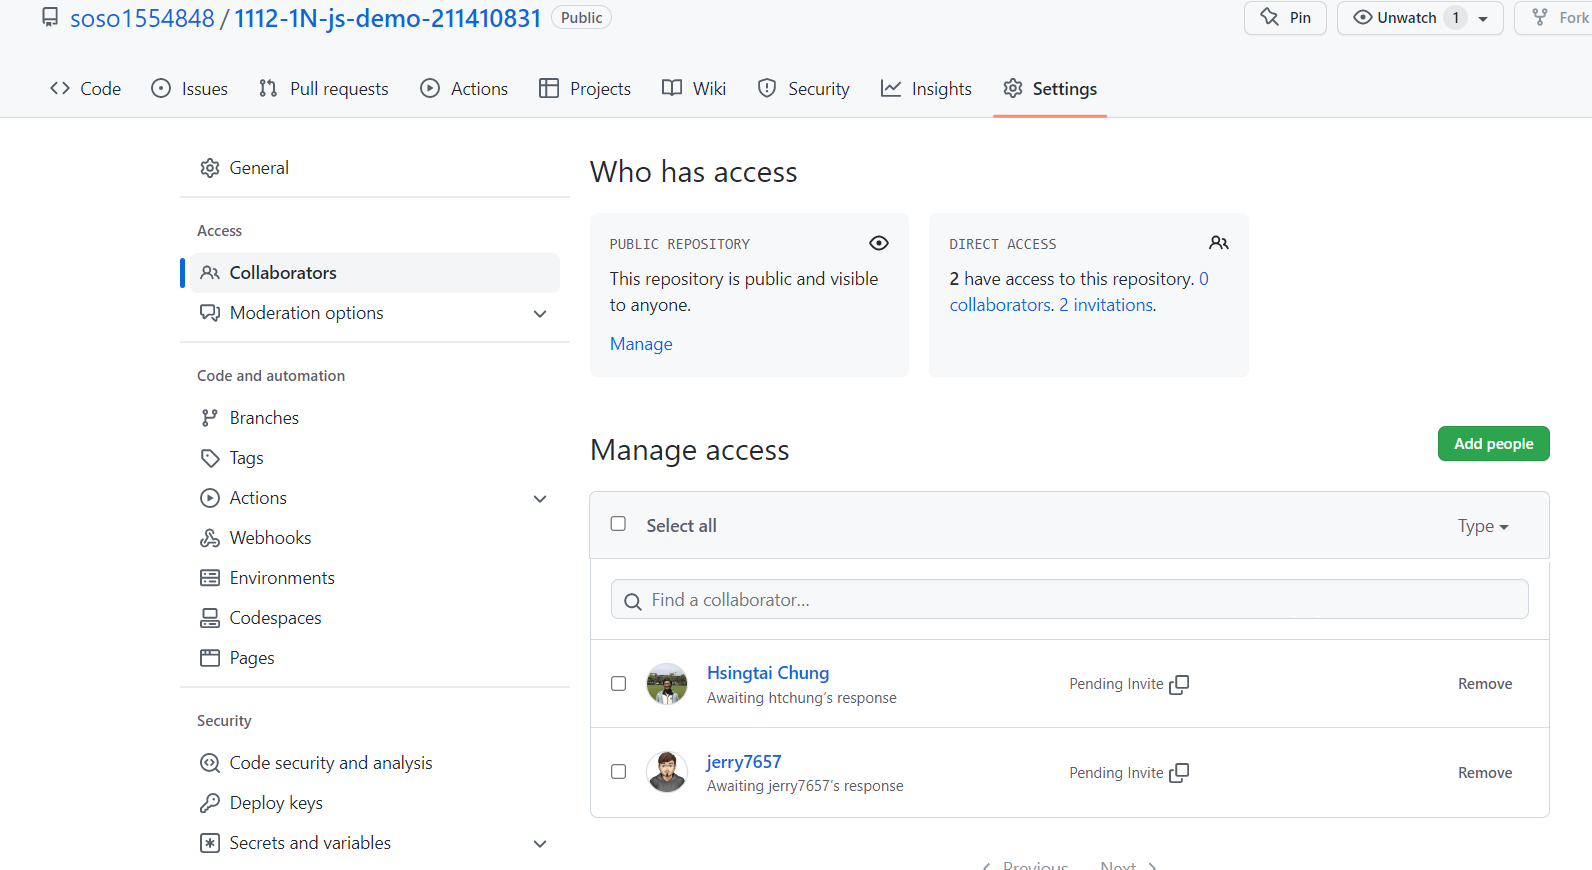 soso1554848 / 1112-1N-js-demo-211410831 Public
Pin
Unwatch 1
Fork
Code Issues Pull requests Actions Projects Wiki Security Insights Settings
General
Access
Collaborators
Moderation options
Code and automation
Branches
Tags
Actions
Webhooks
Environments
Codespaces
Pages
Security
Code security and analysis
Deploy keys
Secrets and variables
Who has access
PUBLIC REPOSITORY
This repository is public and visible
to anyone.
Manage
DIRECT ACCESS
2 have access to this repository. 0
collaborators. 2 invitations.
Manage access
Add people
Select all
Type
Find a collaborator...
Hsingtai Chung
Awaiting htchung's response
Pending Invite
Remove
jerry7657
Awaiting jerry7657's response
Pending Invite
Remove
Previous Next